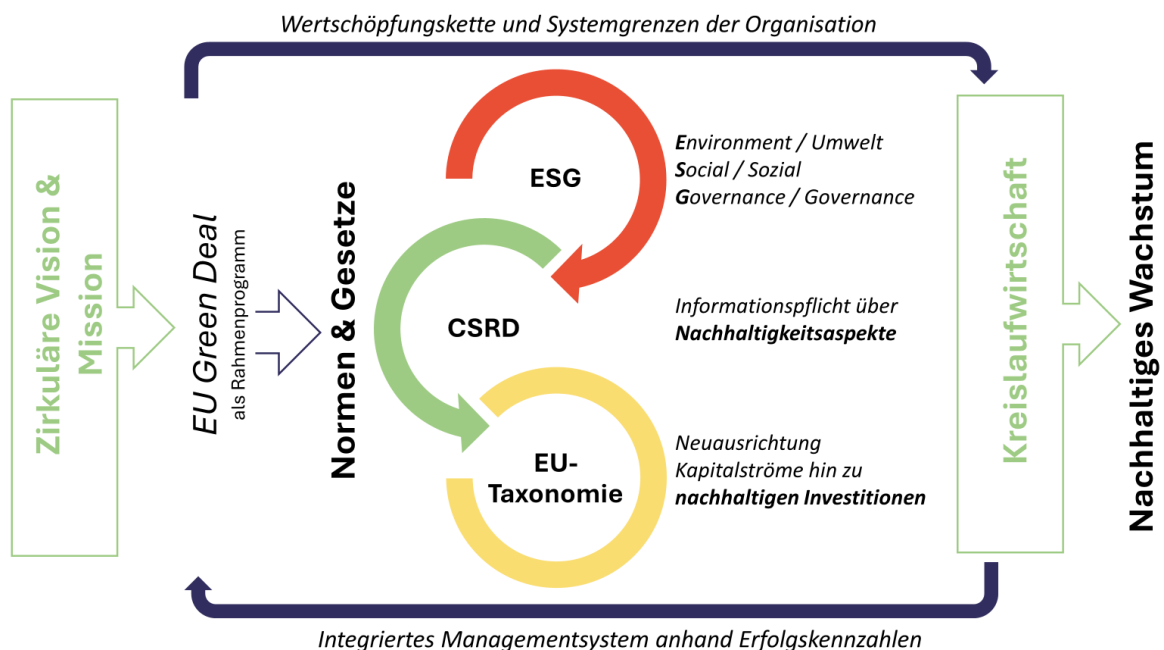 Wertschöpfungskette und Systemgrenzen der Organisation
Zirkuläre Vision &
Mission
EU Green Deal
als Rahmenprogramm
Normen & Gesetze
ESG
Environment / Umwelt
Social / Sozial
Governance / Governance
CSRD
Informationspflicht über
Nachhaltigkeitsaspekte
EU-
Taxonomie
Neuausrichtung
Kapitalströme hin zu
nachhaltigen Investitionen
Kreislaufwirtschaft
Nachhaltiges Wachstum
Integriertes Managementsystem anhand Erfolgskennzahlen